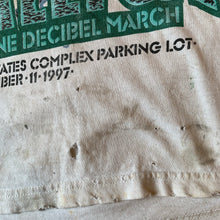 NE DECIBEL MARCH
ATES COMPLEX PARKING LOT·
BER·11·1997·